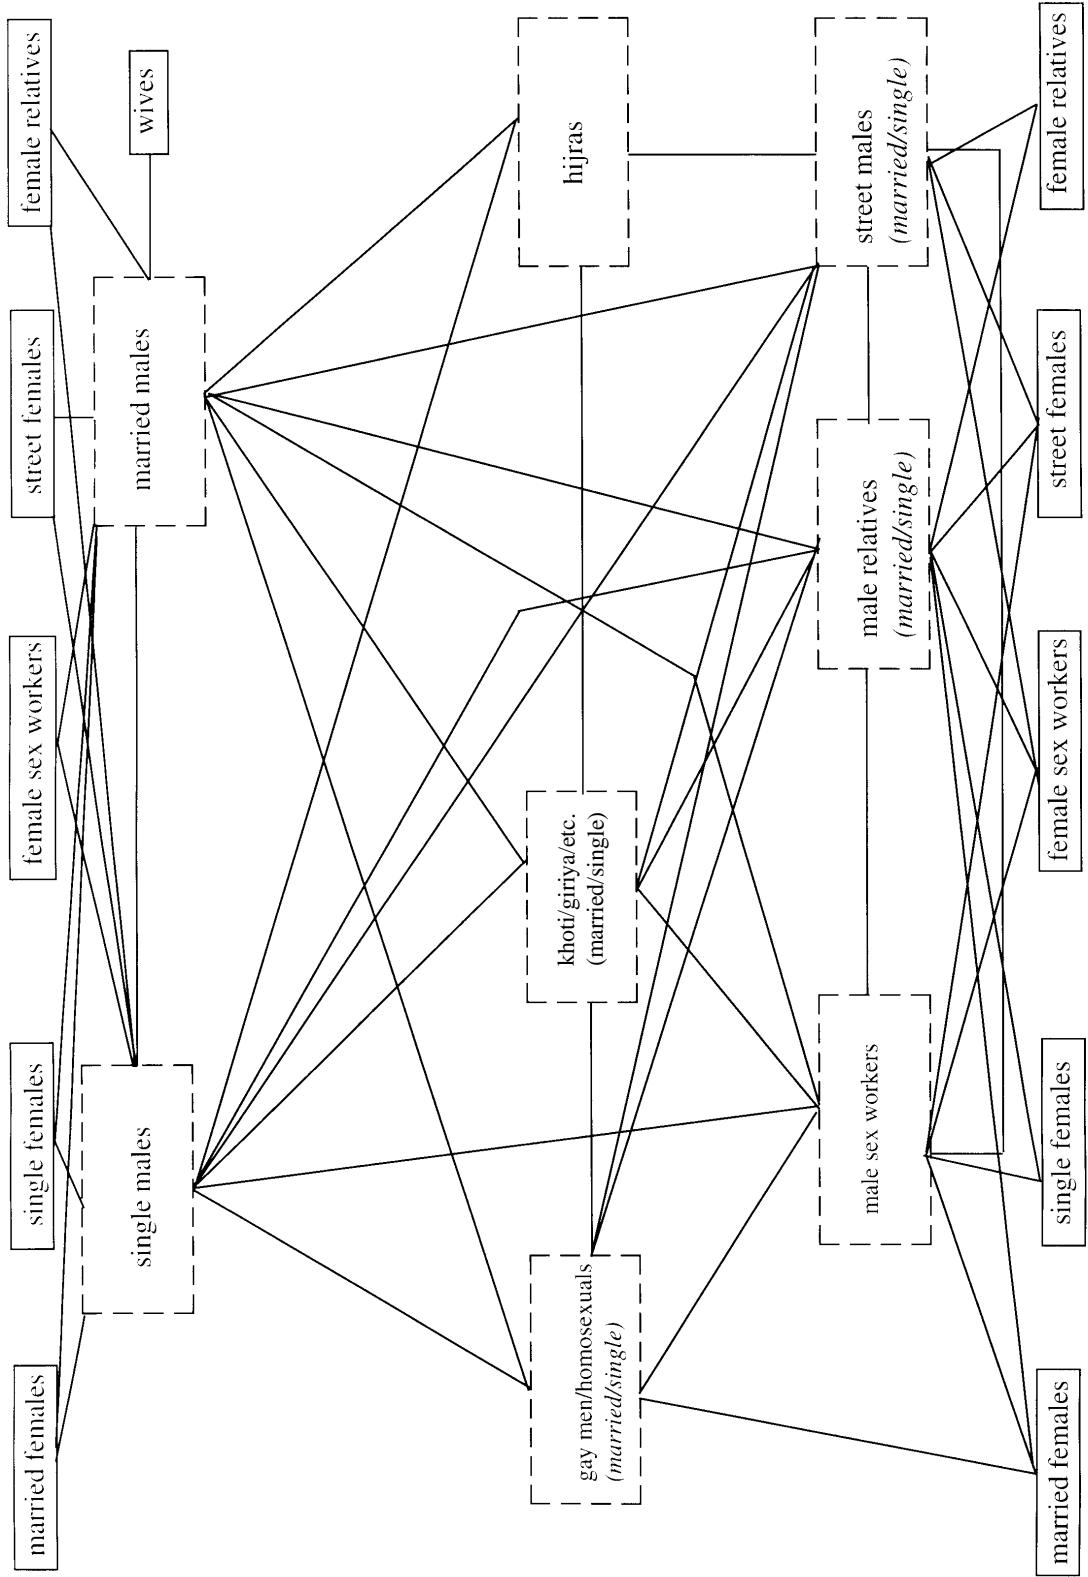 married females
single females
female sex workers
street females
female relatives
single males
married males
wives
gay men/homosexuals
(married/single)
khoti/giriya/etc.
(married/single)
hijras
male sex workers
male relatives
(married/single)
street males
(married/single)
married females
single females
female sex workers
street females
female relatives